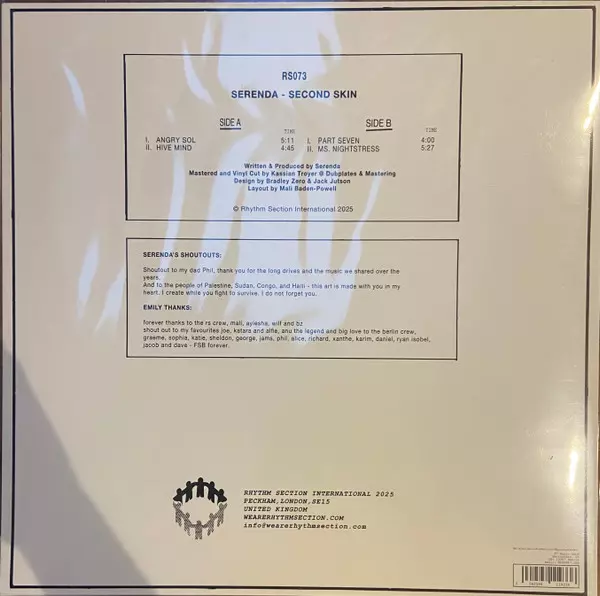 RS073
SERENDA - SECOND SKIN
SIDE A
TIME
I. ANGRY SOL 5:11
II. HIVE MIND 4:45
SIDE B
TIME
I. PART SEVEN 4:00
II. MS. NIGHTSTRESS 5:27
Written & Produced by Serenda
Mastered and Vinyl Cut by Kassian Troyer @ Dubplates & Mastering
Design by Bradley Zero & Jack Jutson
Layout by Mali Baden-Powell
© Rhythm Section International 2025
SERENDA'S SHOUTOUTS:
Shoutout to my dad Phil, thank you for the long drives and the music we shared over the
years.
And to the people of Palestine, Sudan, Congo, and Haiti - this art is made with you in my
heart. I create while you fight to survive. I do not forget you.
EMILY THANKS:
forever thanks to the rs crew, mali, ayiesha, wilf and bz
shout out to my favourites joe, ketara and alfie, anu the legend and big love to the berlin crew,
graeme, sophia, katie, sheldon, george, jams, phil, alice, richard, xanthe, karim, daniel, ryan isobel,
jacob and dave - FSB forever.
RHYTHM SECTION INTERNATIONAL 2025
PECKHAM, LONDON, SE15
UNITED KINGDOM
WEARERHYTHMSECTION.COM
info@wearerhythmsection.com